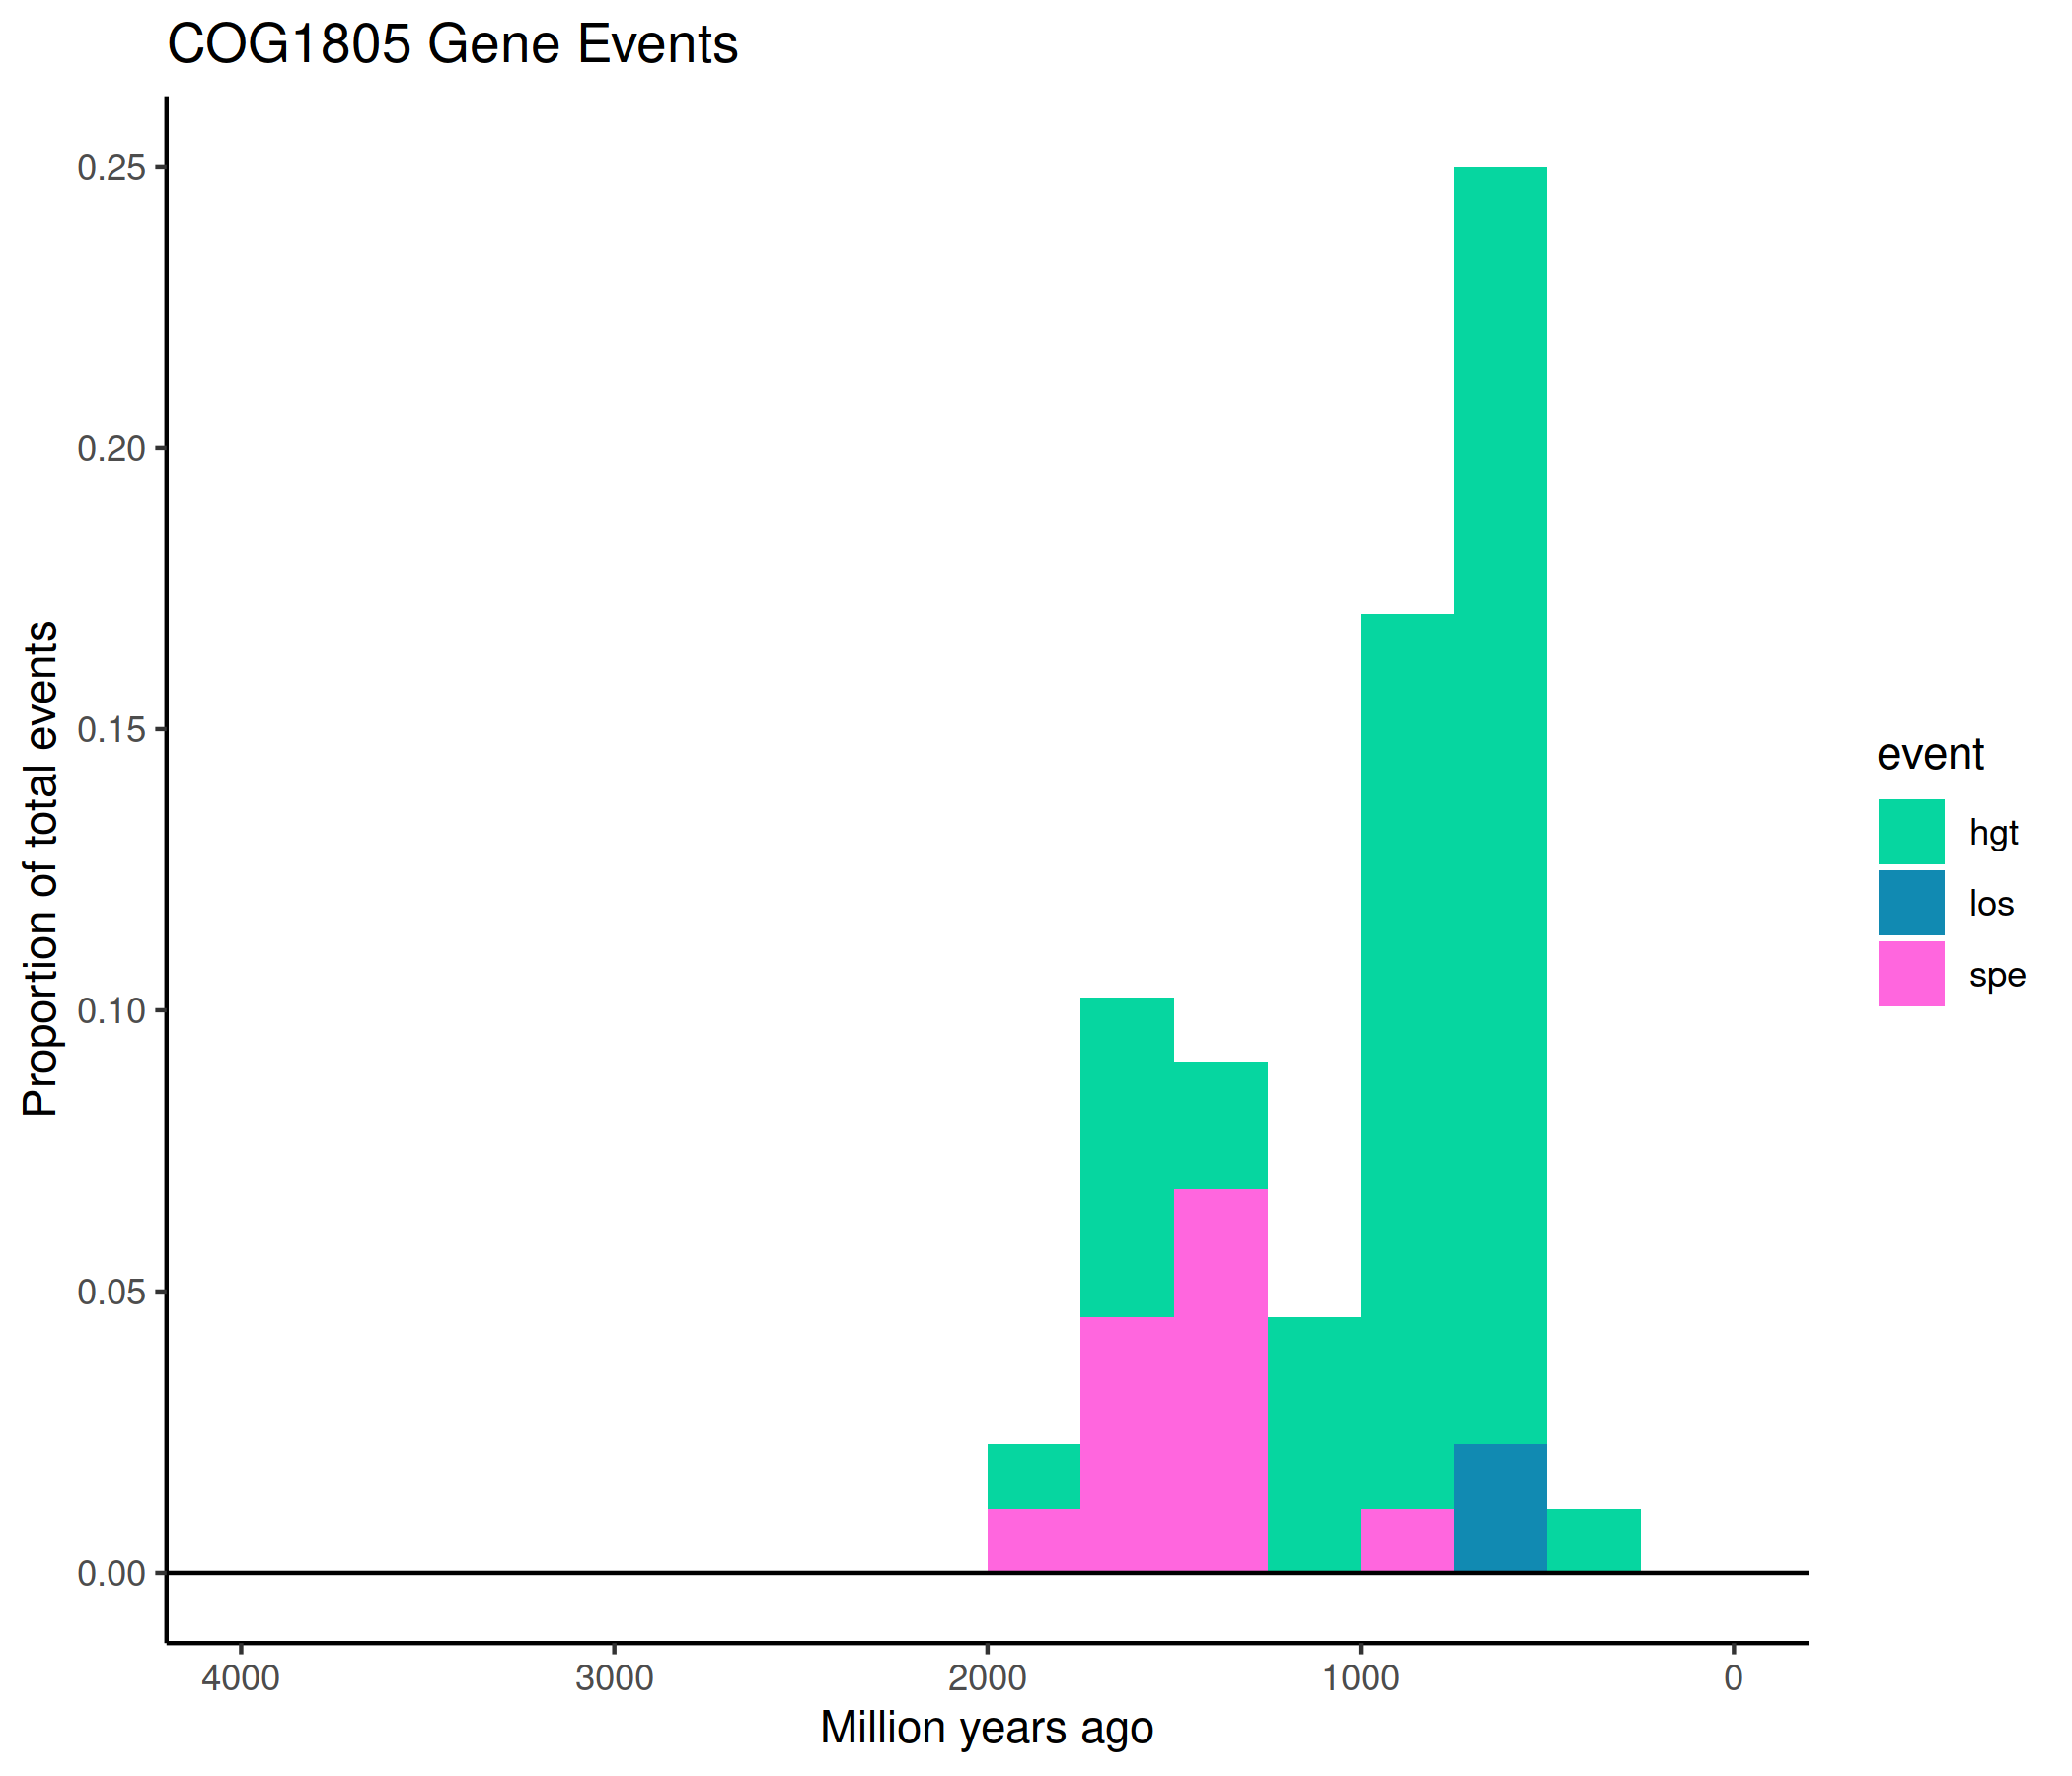 COG1805 Gene Events
Proportion of total events
0.25
0.20
0.15
0.10
0.05
0.00
4000 3000 2000 1000 0
Million years ago
event
hgt
los
spe